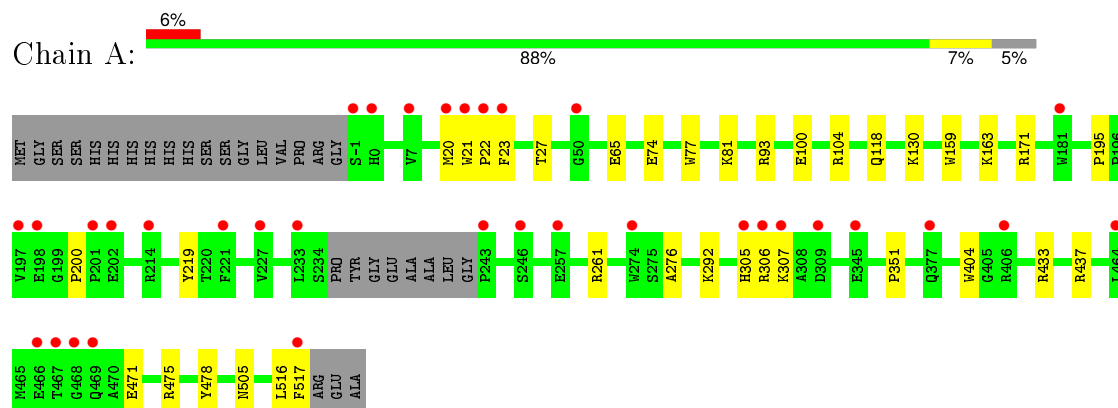 6%
Chain A:
88% 7% 5%
MET GLY SER SER HIS HIS HIS HIS HIS HIS SER SER GLY LEU VAL PRO ARG GLY S-1 H0 V7 M20 W21 P22 F23 T27 G50 E65 E74 W77 K81 R93 E100 R104 Q118 K130 W159 K163 R171 W181 P195
V197 E198 G199 P200 P201 E202 R214 Y219 T220 F221 V227 L233 S234 PRO TYR GLY GLU ALA ALA LEU GLY P243 S246 E257 R261 W274 S275 A276 K292 H305 R306 K307 A308 D309 E345 P351 Q377 W404 G405 R406 R433 R437
M465 E466 T467 G468 Q469 A470 E471 R475 Y478 N505 L516 F517 ARG GLU ALA